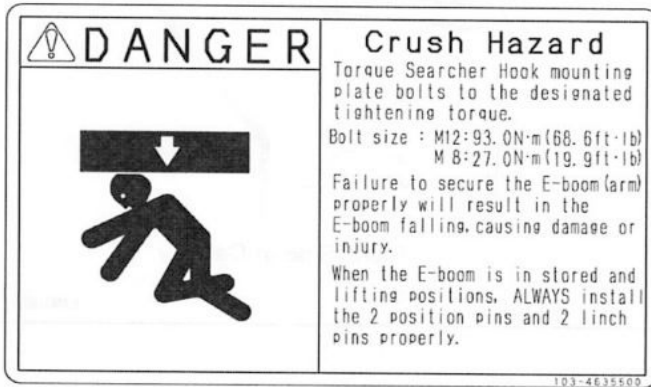 DANGER
Crush Hazard
Torque Searcher Hook mounting
plate bolts to the designated
tightening torque.
Bolt size : M12:93.0N·m(68.6ft·lb)
M 8:27.0N·m(19.9ft·lb)
Failure to secure the E-boom(arm)
properly will result in the
E-boom falling, causing damage or
injury.
When the E-boom is in stored and
lifting positions, ALWAYS install
the 2 position pins and 2 linch
pins properly.
103-4635500